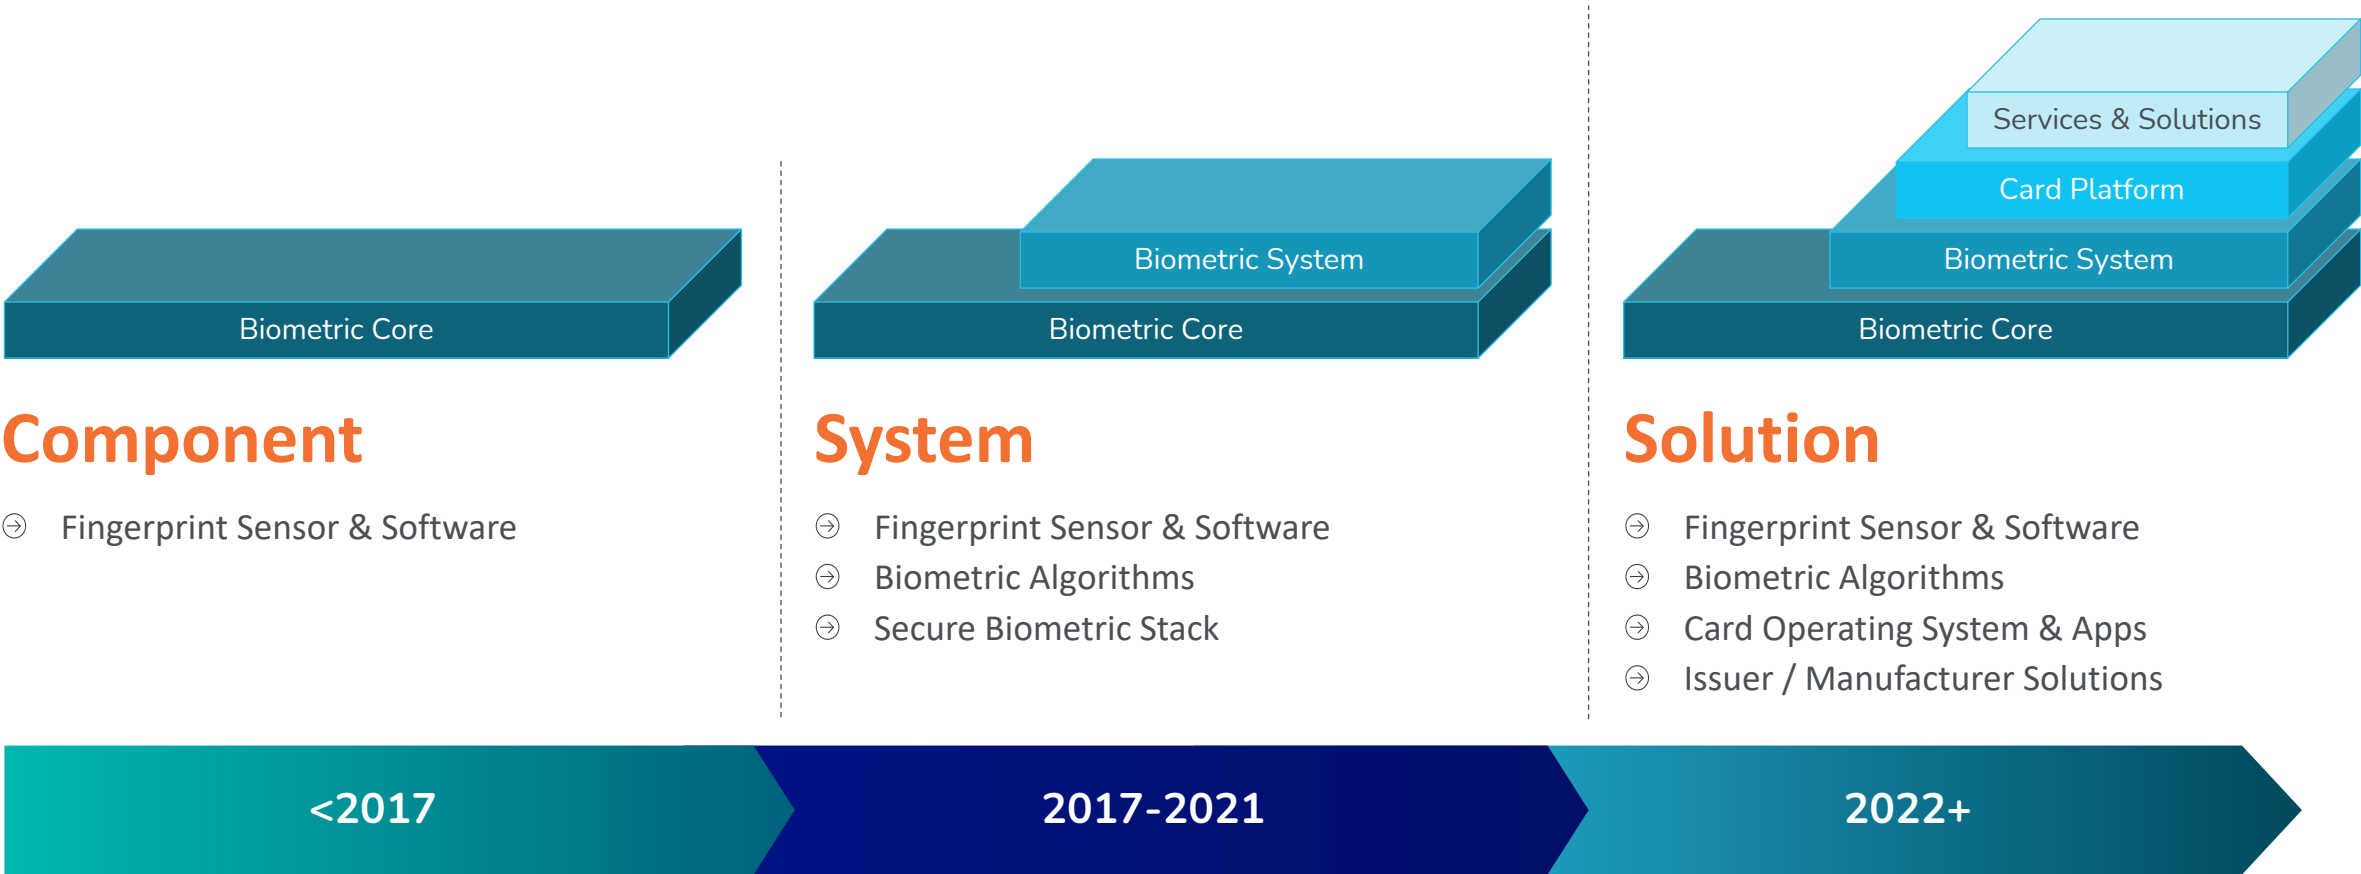 Biometric Core
Component
Fingerprint Sensor & Software
<2017
Biometric System
Biometric Core
System
Fingerprint Sensor & Software
Biometric Algorithms
Secure Biometric Stack
2017-2021
Services & Solutions
Card Platform
Biometric System
Biometric Core
Solution
Fingerprint Sensor & Software
Biometric Algorithms
Card Operating System & Apps
Issuer / Manufacturer Solutions
2022+